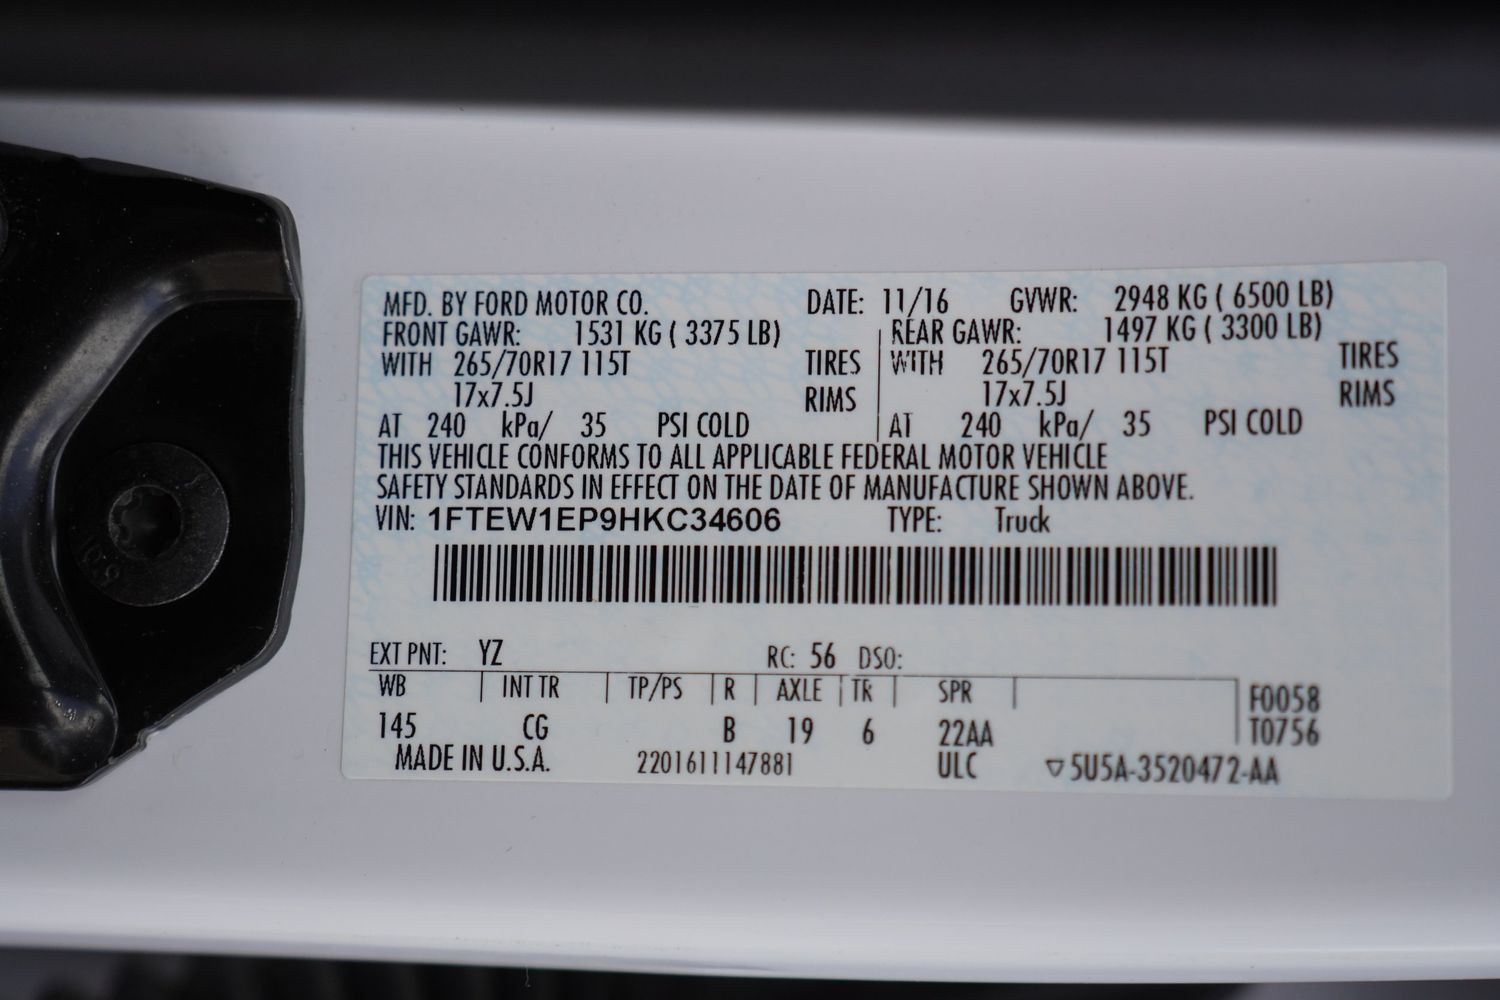 MFD. BY FORD MOTOR CO. DATE: 11/16 GVWR: 2948 KG ( 6500 LB)
FRONT GAWR: 1531 KG ( 3375 LB) REAR GAWR: 1497 KG ( 3300 LB)
WITH 265/70R17 115T TIRES WITH 265/70R17 115T TIRES
17x7.5J RIMS 17x7.5J RIMS
AT 240 kPa/ 35 PSI COLD AT 240 kPa/ 35 PSI COLD
THIS VEHICLE CONFORMS TO ALL APPLICABLE FEDERAL MOTOR VEHICLE
SAFETY STANDARDS IN EFFECT ON THE DATE OF MANUFACTURE SHOWN ABOVE.
VIN: 1FTEW1EP9HKC34606 TYPE: Truck
EXT PNT: YZ RC: 56 DSO:
WB INT TR TP/PS R AXLE TR SPR F0058
145 CG B 19 6 22AA T0756
MADE IN U.S.A. 2201611147881 ULC ▽5U5A-3520472-AA